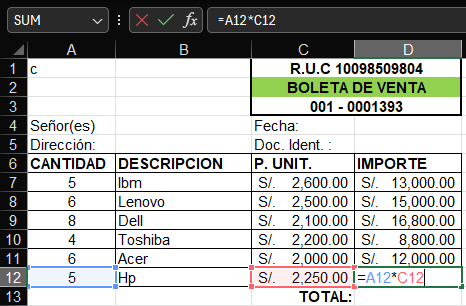 SUM =A12*C12
A B C D
1 c R.U.C 10098509804
2 BOLETA DE VENTA
3 001 - 0001393
4 Señor(es) Fecha:
5 Dirección: Doc. Ident. :
6 CANTIDAD DESCRIPCION P. UNIT. IMPORTE
7 5 Ibm S/. 2,600.00 S/. 13,000.00
8 6 Lenovo S/. 2,500.00 S/. 15,000.00
9 8 Dell S/. 2,100.00 S/. 16,800.00
10 4 Toshiba S/. 2,200.00 S/. 8,800.00
11 6 Acer S/. 2,000.00 S/. 12,000.00
12 5 Hp S/. 2,250.00 =A12*C12
13 TOTAL: